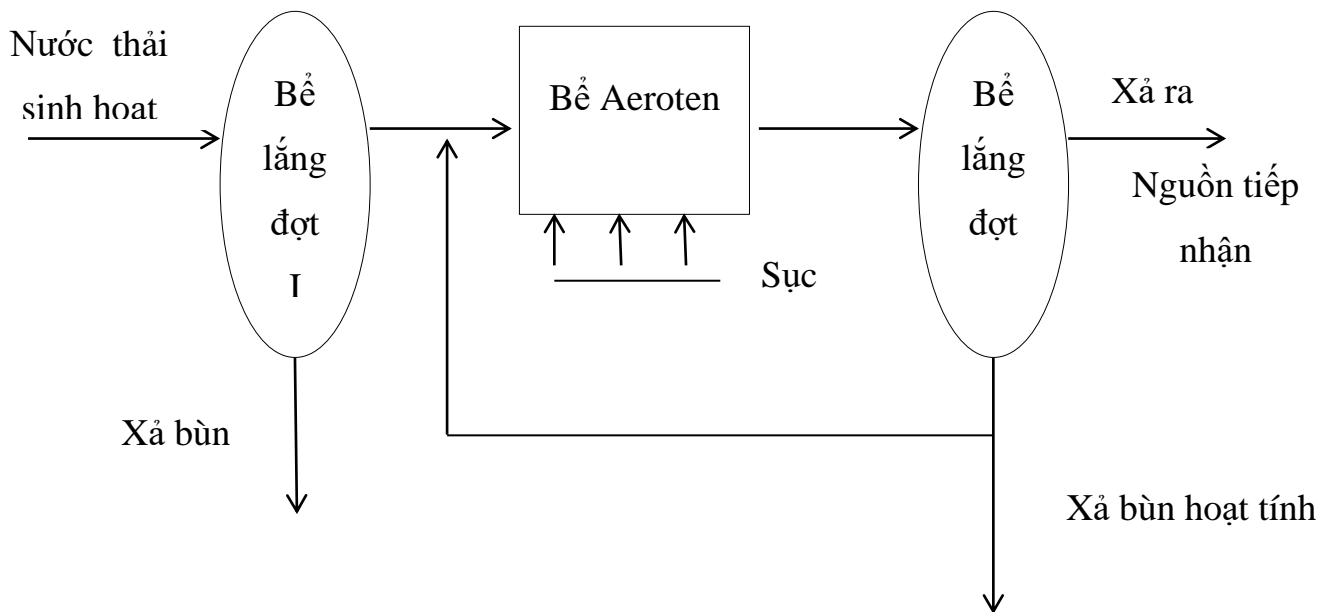 Nước thải
sinh hoạt
Bể
lắng
đợt
I
Bể Aeroten
Bể
lắng
đợt
Xả ra
Nguồn tiếp
nhận
Sục
Xả bùn
Xả bùn hoạt tính